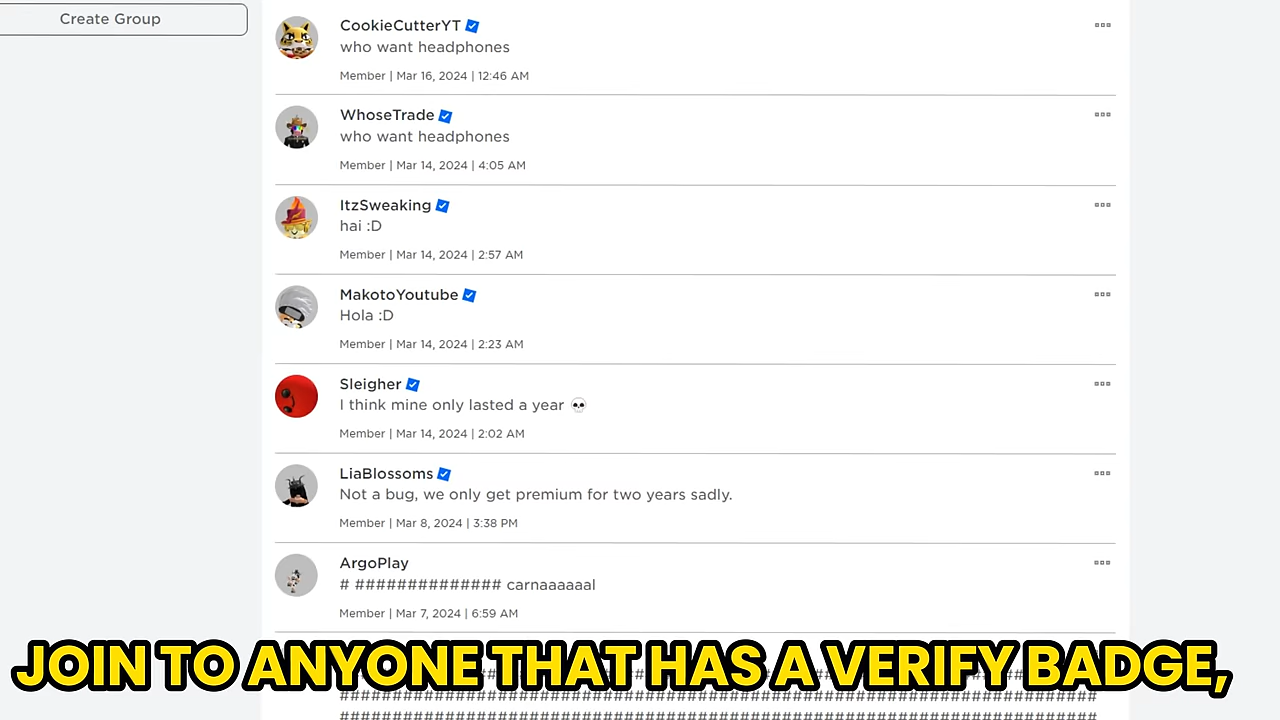 Create Group
CookieCutterYT
who want headphones
Member | Mar 16, 2024 | 12:46 AM
WhoseTrade
who want headphones
Member | Mar 14, 2024 | 4:05 AM
ItzSweaking
hai :D
Member | Mar 14, 2024 | 2:57 AM
MakotoYoutube
Hola :D
Member | Mar 14, 2024 | 2:23 AM
Sleigher
I think mine only lasted a year 💀
Member | Mar 14, 2024 | 2:02 AM
LiaBlossoms
Not a bug, we only get premium for two years sadly.
Member | Mar 8, 2024 | 3:38 PM
ArgoPlay
# ############## carnaaaaaal
Member | Mar 7, 2024 | 6:59 AM
JOIN TO ANYONE THAT HAS A VERIFY BADGE,